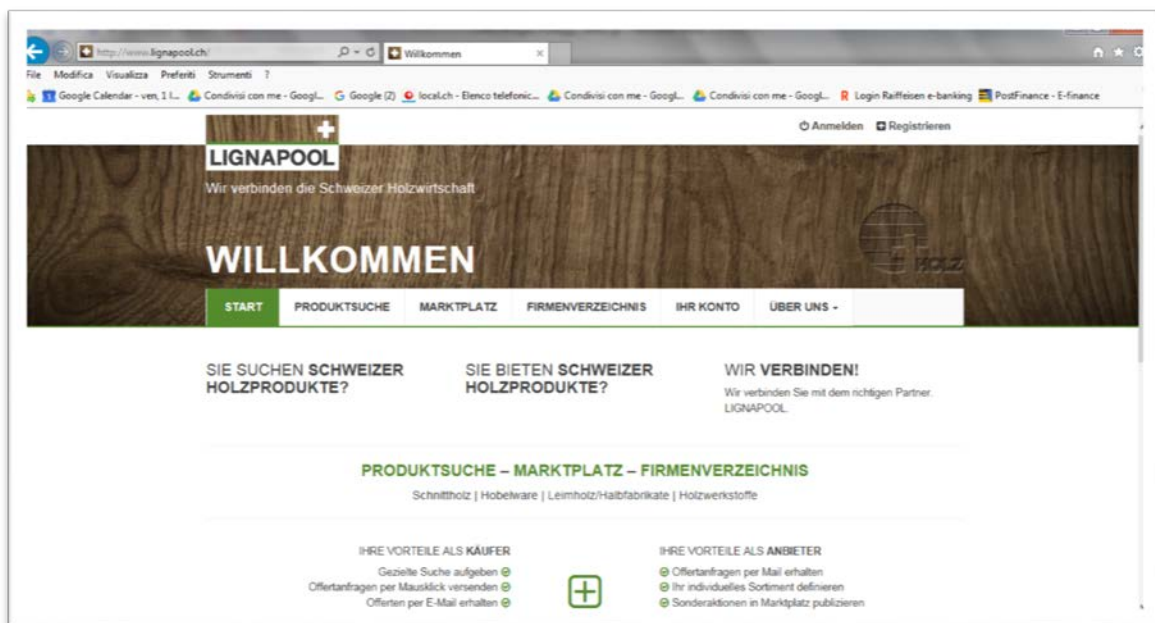 http://www.lignapool.ch/
Willkommen
File Modifica Visualizza Preferiti Strumenti ?
Google Calendar - ven, 1 l... Condivisi con me - Googl... Google (2) local.ch - Elenco telefonic... Condivisi con me - Googl... Condivisi con me - Googl... Login Raiffeisen e-banking PostFinance - E-finance
Anmelden Registrieren
LIGNAPOOL
Wir verbinden die Schweizer Holzwirtschaft
WILLKOMMEN
HOLZ
START PRODUKTSUCHE MARKTPLATZ FIRMENVERZEICHNIS IHR KONTO ÜBER UNS
SIE SUCHEN SCHWEIZER
HOLZPRODUKTE?
SIE BIETEN SCHWEIZER
HOLZPRODUKTE?
WIR VERBINDEN!
Wir verbinden Sie mit dem richtigen Partner.
LIGNAPOOL.
PRODUKTSUCHE – MARKTPLATZ – FIRMENVERZEICHNIS
Schnittholz | Hobelware | Leimholz/Halbfabrikate | Holzwerkstoffe
IHRE VORTEILE ALS KÄUFER
Gezielte Suche aufgeben
Offertanfragen per Mausklick versenden
Offerten per E-Mail erhalten
IHRE VORTEILE ALS ANBIETER
Offertanfragen per Mail erhalten
Ihr individuelles Sortiment definieren
Sonderaktionen in Marktplatz publizieren